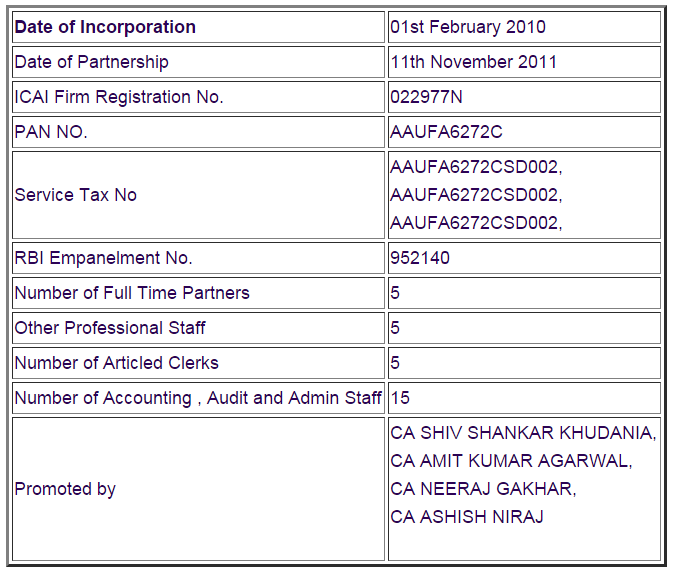 Date of Incorporation 01st February 2010
Date of Partnership 11th November 2011
ICAI Firm Registration No. 022977N
PAN NO. AAUFA6272C
Service Tax No AAUFA6272CSD002,
AAUFA6272CSD002,
AAUFA6272CSD002,
RBI Empanelment No. 952140
Number of Full Time Partners 5
Other Professional Staff 5
Number of Articled Clerks 5
Number of Accounting , Audit and Admin Staff 15
Promoted by CA SHIV SHANKAR KHUDANIA,
CA AMIT KUMAR AGARWAL,
CA NEERAJ GAKHAR,
CA ASHISH NIRAJ